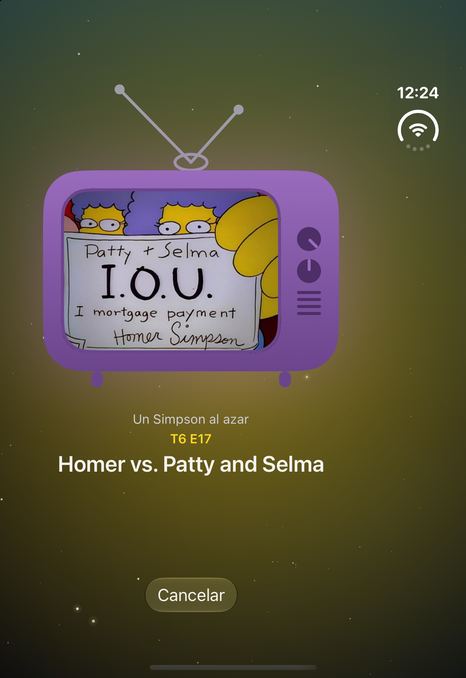 12:24
Patty + Selma
I.O.U.
I mortgage payment
Homer Simpson
Un Simpson al azar
T6 E17
Homer vs. Patty and Selma
Cancelar